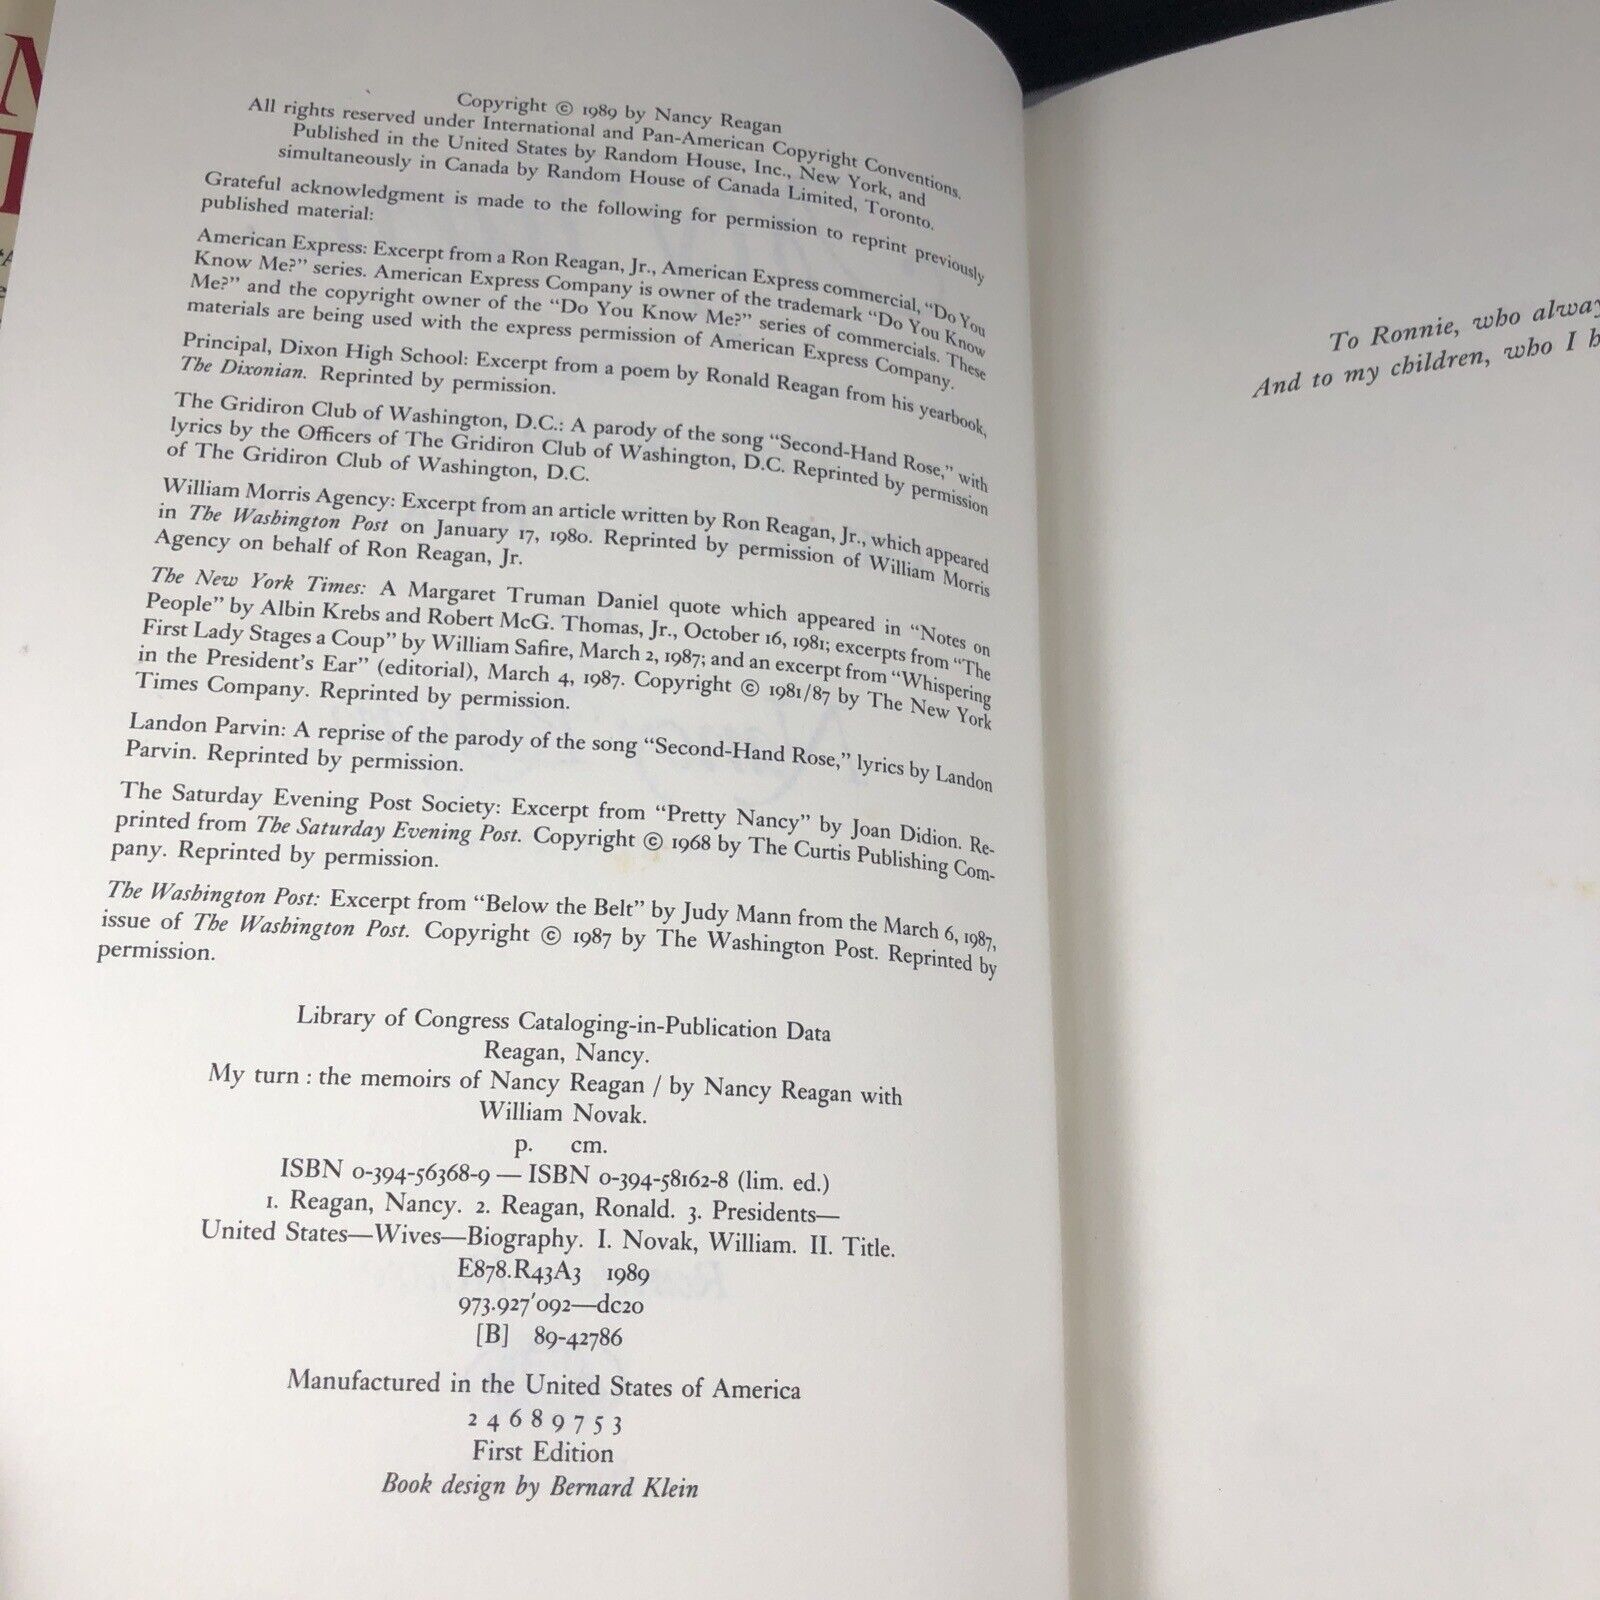 Copyright © 1989 by Nancy Reagan
All rights reserved under International and Pan-American Copyright Conventions.
Published in the United States by Random House, Inc., New York, and
simultaneously in Canada by Random House of Canada Limited, Toronto.
Grateful acknowledgment is made to the following for permission to reprint previously
published material:
American Express: Excerpt from a Ron Reagan, Jr., American Express commercial, "Do You
Know Me?" series. American Express Company is owner of the trademark "Do You Know
Me?" and the copyright owner of the "Do You Know Me?" series of commercials. These
materials are being used with the express permission of American Express Company.
Principal, Dixon High School: Excerpt from a poem by Ronald Reagan from his yearbook,
The Dixonian. Reprinted by permission.
The Gridiron Club of Washington, D.C.: A parody of the song "Second-Hand Rose," with
lyrics by the Officers of The Gridiron Club of Washington, D.C. Reprinted by permission
of The Gridiron Club of Washington, D.C.
William Morris Agency: Excerpt from an article written by Ron Reagan, Jr., which appeared
in The Washington Post on January 17, 1980. Reprinted by permission of William Morris
Agency on behalf of Ron Reagan, Jr.
The New York Times: A Margaret Truman Daniel quote which appeared in "Notes on
People" by Albin Krebs and Robert McG. Thomas, Jr., October 16, 1981; excerpts from "The
First Lady Stages a Coup" by William Safire, March 2, 1987; and an excerpt from "Whispering
in the President's Ear" (editorial), March 4, 1987. Copyright © 1981/87 by The New York
Times Company. Reprinted by permission.
Landon Parvin: A reprise of the parody of the song "Second-Hand Rose," lyrics by Landon
Parvin. Reprinted by permission.
The Saturday Evening Post Society: Excerpt from "Pretty Nancy" by Joan Didion. Re-
printed from The Saturday Evening Post. Copyright © 1968 by The Curtis Publishing Com-
pany. Reprinted by permission.
The Washington Post: Excerpt from "Below the Belt" by Judy Mann from the March 6, 1987,
issue of The Washington Post. Copyright © 1987 by The Washington Post. Reprinted by
permission.
Library of Congress Cataloging-in-Publication Data
Reagan, Nancy.
My turn : the memoirs of Nancy Reagan / by Nancy Reagan with
William Novak.
p. cm.
ISBN 0-394-56368-9 — ISBN 0-394-58162-8 (lim. ed.)
1. Reagan, Nancy. 2. Reagan, Ronald. 3. Presidents—
United States—Wives—Biography. I. Novak, William. II. Title.
E878.R43A3 1989
973.927′092—dc20
[B] 89-42786
Manufactured in the United States of America
2 4 6 8 9 7 5 3
First Edition
Book design by Bernard Klein
To Ronnie, who alway
And to my children, who I h